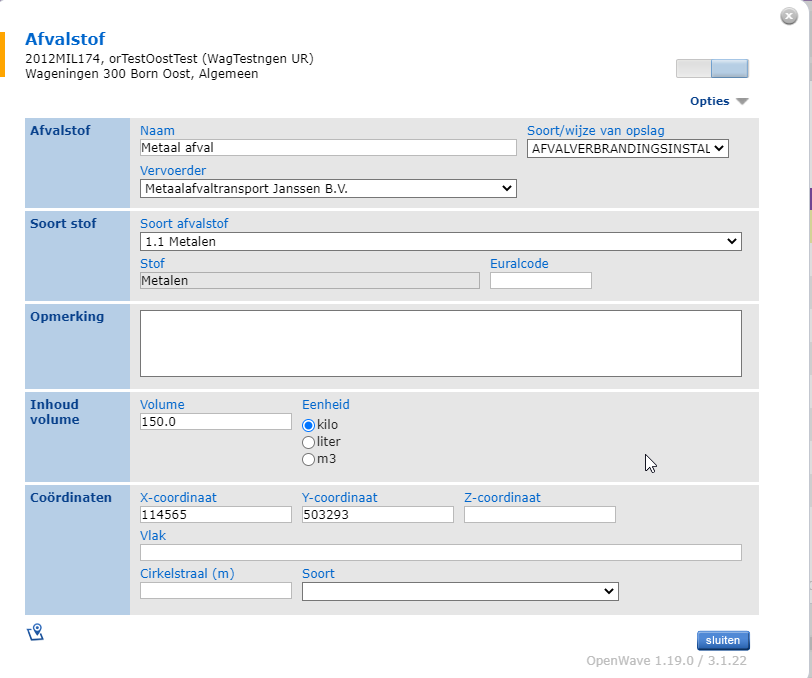 Afvalstof
2012MIL174, orTestOostTest (WagTestngen UR)
Wageningen 300 Born Oost, Algemeen
Opties
Afvalstof
Naam
Soort/wijze van opslag
Metaal afval
AFVALVERBRANDINGSINSTAL
Vervoerder
Metaalafvaltransport Janssen B.V.
Soort stof
Soort afvalstof
1.1 Metalen
Stof
Euralcode
Metalen
Opmerking
Inhoud
volume
Volume
Eenheid
150.0
kilo
liter
m3
Coördinaten
X-coordinaat
Y-coordinaat
Z-coordinaat
114565
503293
Vlak
Cirkelstraal (m)
Soort
sluiten
OpenWave 1.19.0 / 3.1.22